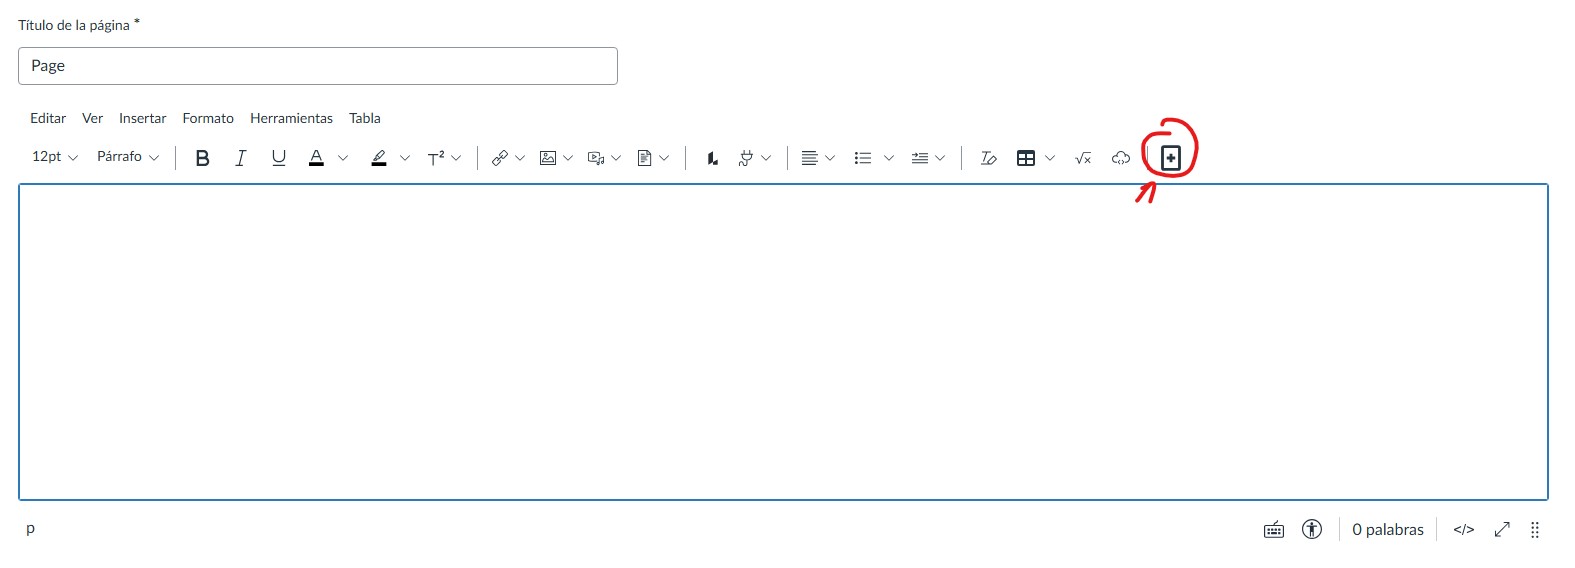 Título de la página *
Page
Editar Ver Insertar Formato Herramientas Tabla
12pt Párrafo B I U A T² √x
p 0 palabras </>